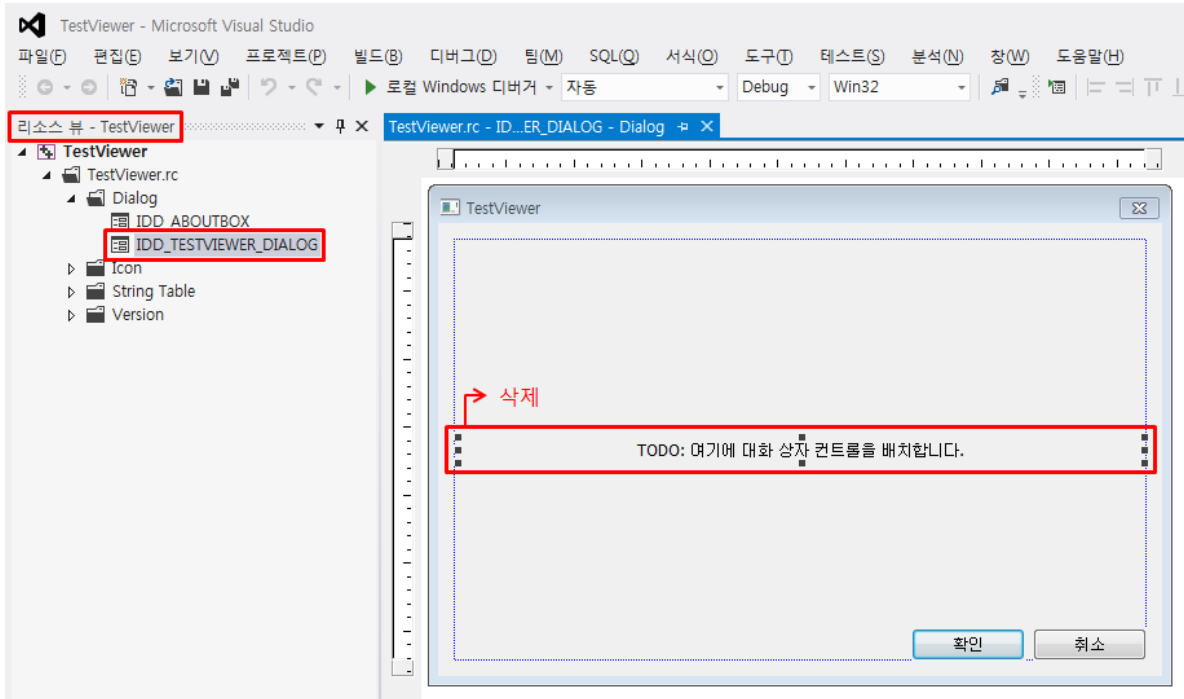 TestViewer - Microsoft Visual Studio
파일(F) 편집(E) 보기(V) 프로젝트(P) 빌드(B) 디버그(D) 팀(M) SQL(Q) 서식(O) 도구(T) 테스트(S) 분석(N) 창(W) 도움말(H)
로컬 Windows 디버거 자동 Debug Win32
리소스 뷰 - TestViewer
TestViewer.rc - ID...ER_DIALOG - Dialog
TestViewer
TestViewer.rc
Dialog
IDD_ABOUTBOX
IDD_TESTVIEWER_DIALOG
Icon
String Table
Version
TestViewer
삭제
TODO: 여기에 대화 상자 컨트롤을 배치합니다.
확인 취소